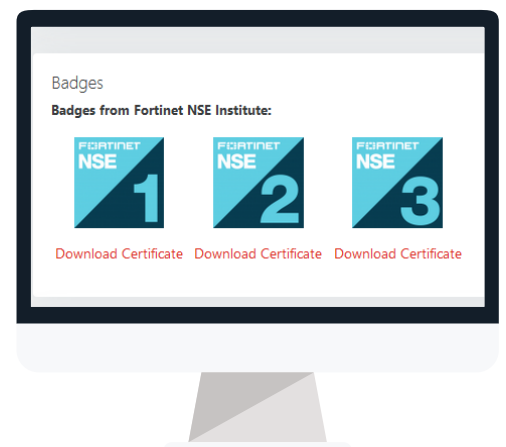 Badges
Badges from Fortinet NSE Institute:
FORTINET FORTINET FORTINET
NSE NSE NSE
1 2 3
Download Certificate Download Certificate Download Certificate